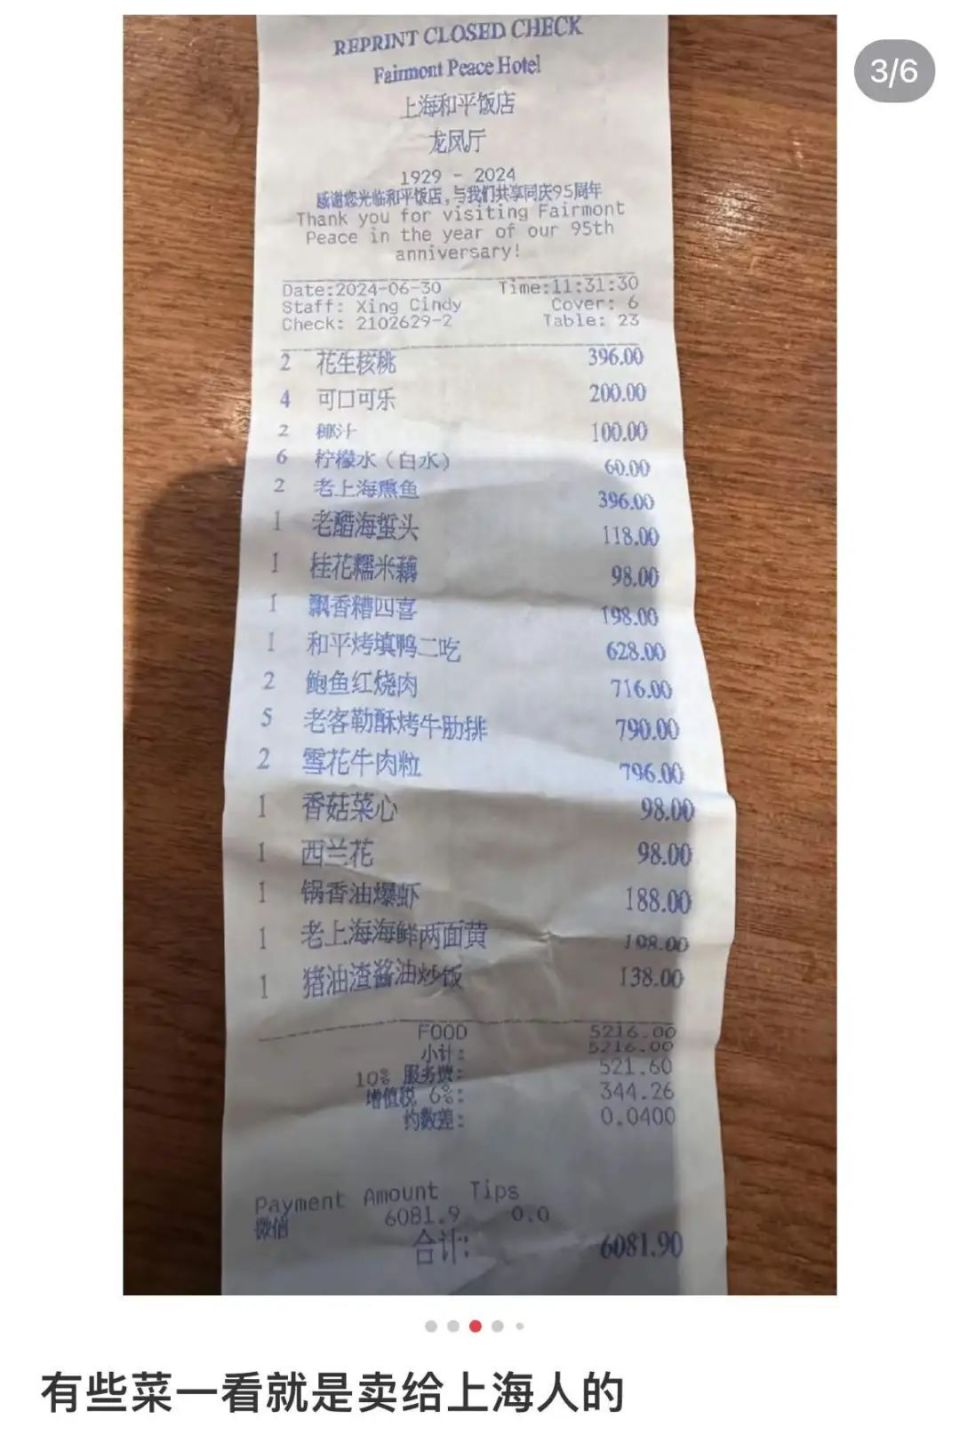 3/6
REPRINT CLOSED CHECK
Fairmont Peace Hotel
上海和平饭店
龙凤厅
1929 - 2024
感谢您光临和平饭店,与我们共享同庆95周年
Thank you for visiting Fairmont
Peace in the year of our 95th
anniversary!
Date:2024-06-30 Time:11:31:30
Staff: Xing Cindy Cover: 6
Check: 2102629-2 Table: 23
2 花生核桃 396.00
4 可口可乐 200.00
2 椰汁 100.00
6 柠檬水（白水） 60.00
2 老上海熏鱼 396.00
1 老醋海蜇头 118.00
1 桂花糯米藕 98.00
1 飘香糟四喜 198.00
1 和平烤填鸭二吃 628.00
2 鲍鱼红烧肉 716.00
5 老客勒酥烤牛肋排 790.00
2 雪花牛肉粒 796.00
1 香菇菜心 98.00
1 西兰花 98.00
1 锅香油爆虾 188.00
1 老上海海鲜两面黄 198.00
1 猪油渣酱油炒饭 138.00
FOOD 5216.00
小计: 5216.00
10% 服务费: 521.60
增值税 6%: 344.26
约数差: 0.0400
Payment Amount Tips
微信 6081.9 0.0
合计: 6081.90
有些菜一看就是卖给上海人的